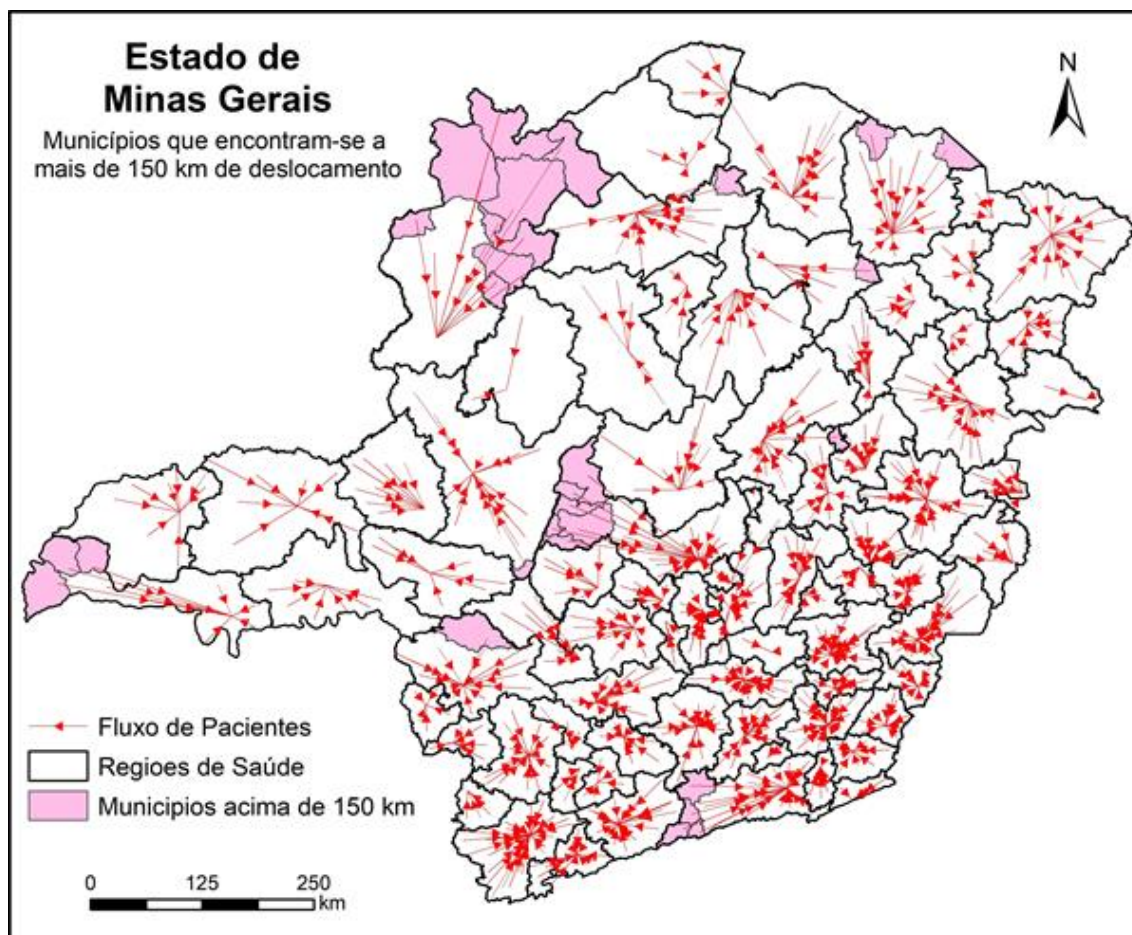 Estado de
Minas Gerais
Municípios que encontram-se a
mais de 150 km de deslocamento
N
Fluxo de Pacientes
Regioes de Saúde
Municipios acima de 150 km
0 125 250
km